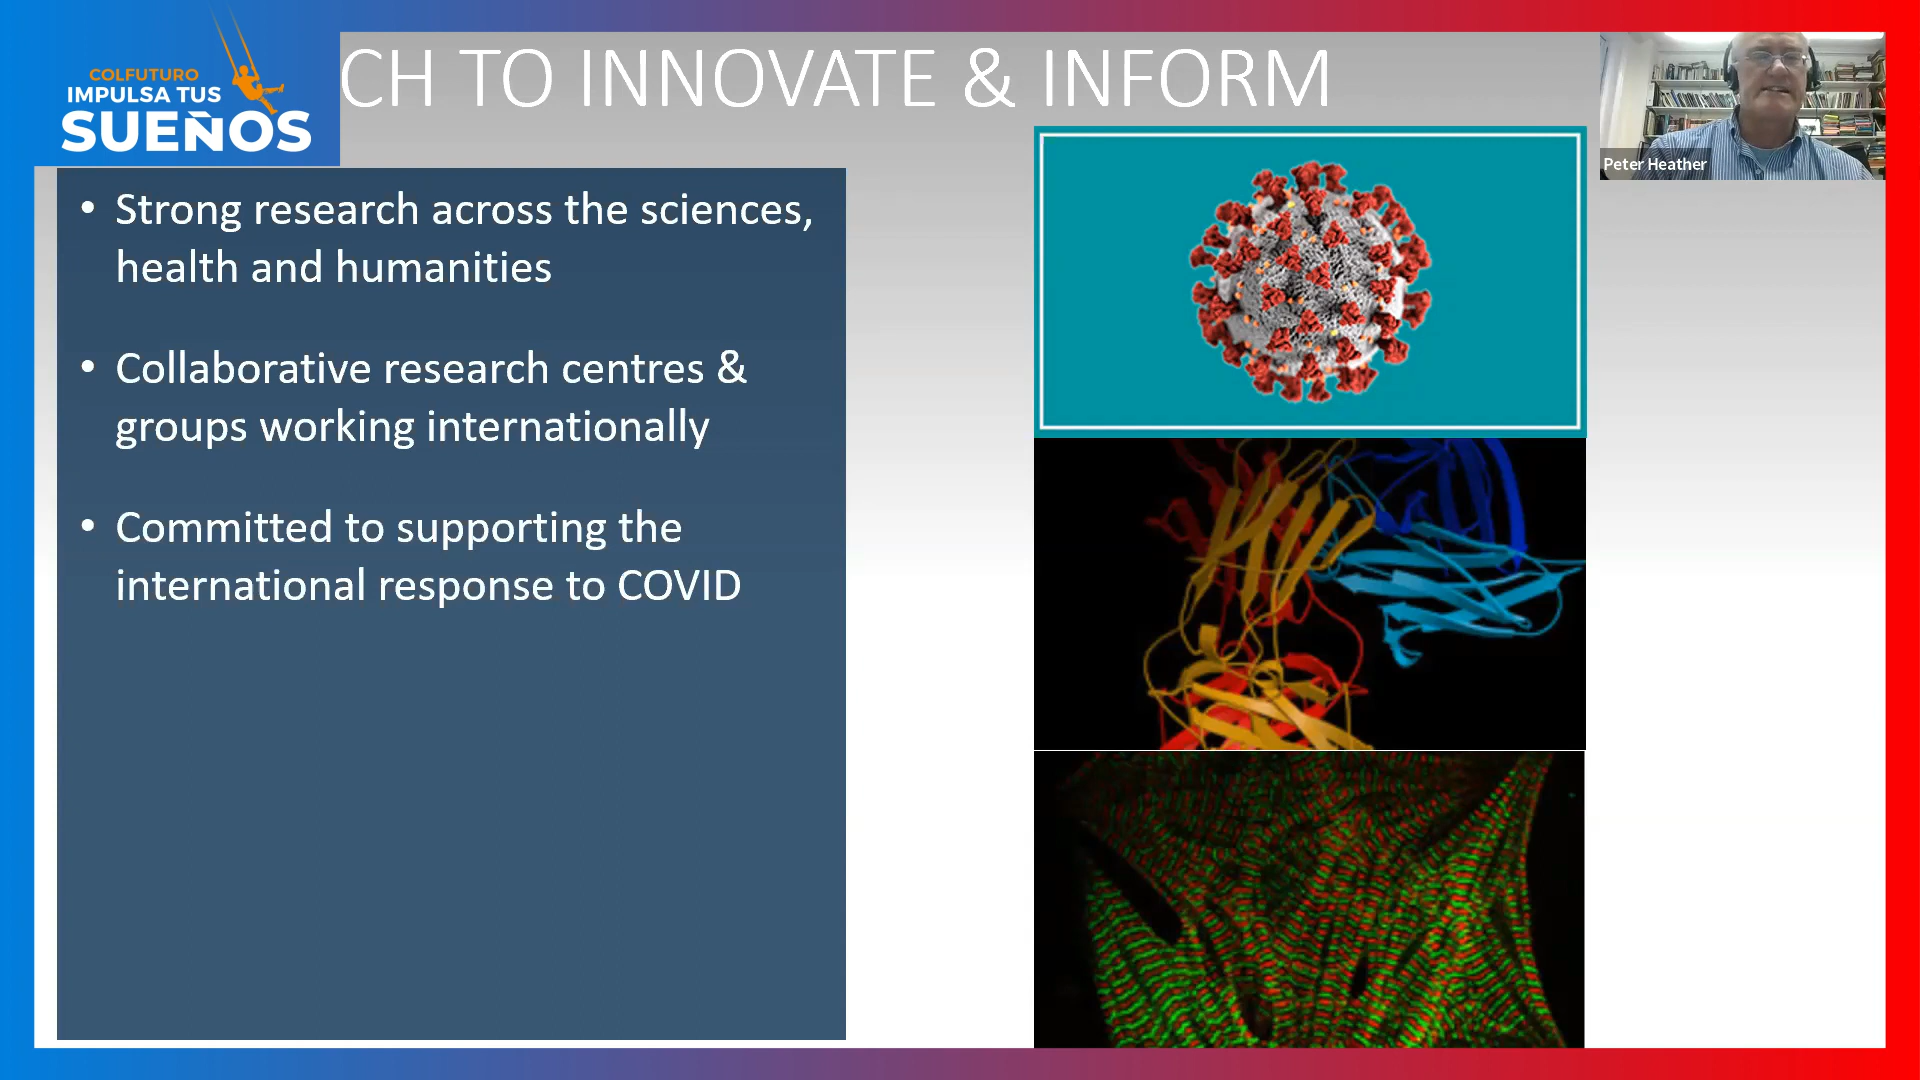 COLFUTURO
IMPULSA TUS
SUEÑOS
CH TO INNOVATE & INFORM
Peter Heather
• Strong research across the sciences,
health and humanities
• Collaborative research centres &
groups working internationally
• Committed to supporting the
international response to COVID